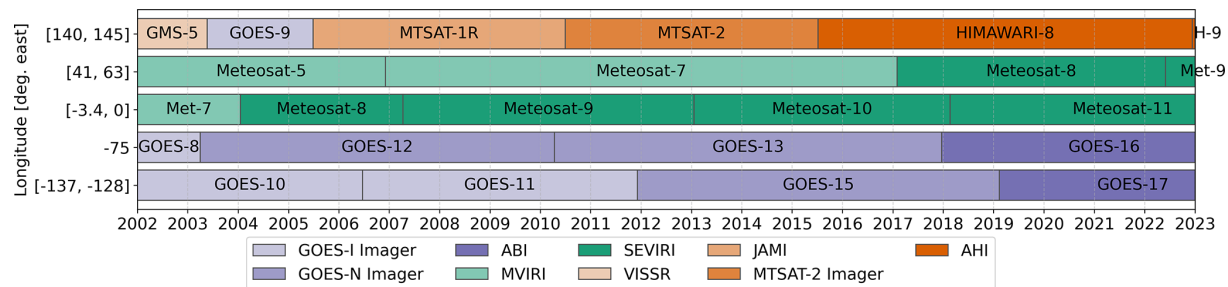 Longitude [deg. east]
[140, 145] GMS-5 GOES-9 MTSAT-1R MTSAT-2 HIMAWARI-8 H-9
[41, 63] Meteosat-5 Meteosat-7 Meteosat-8 Met-9
[-3.4, 0] Met-7 Meteosat-8 Meteosat-9 Meteosat-10 Meteosat-11
-75 GOES-8 GOES-12 GOES-13 GOES-16
[-137, -128] GOES-10 GOES-11 GOES-15 GOES-17
2002 2003 2004 2005 2006 2007 2008 2009 2010 2011 2012 2013 2014 2015 2016 2017 2018 2019 2020 2021 2022 2023
GOES-I Imager ABI SEVIRI JAMI AHI
GOES-N Imager MVIRI VISSR MTSAT-2 Imager